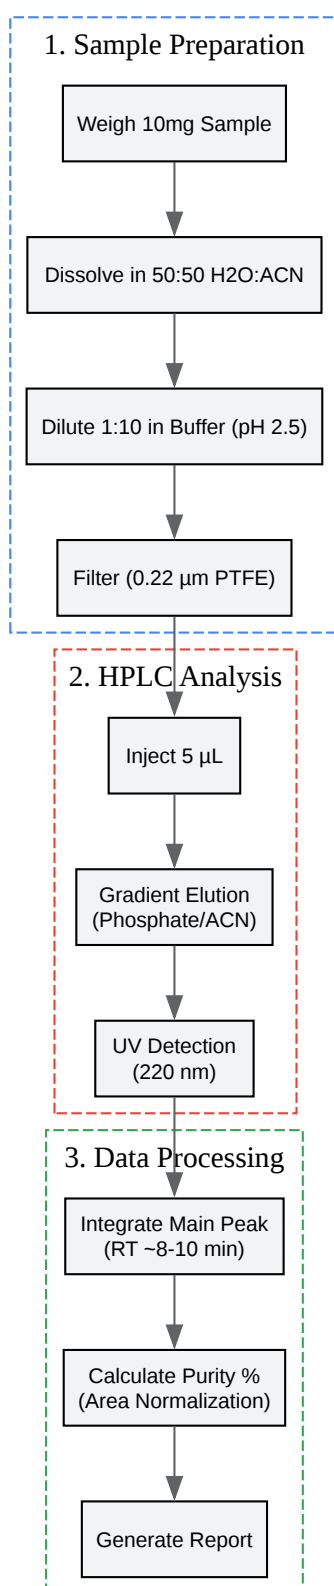 1. Sample Preparation
Weigh 10mg Sample
Dissolve in 50:50 H2O:ACN
Dilute 1:10 in Buffer (pH 2.5)
Filter (0.22 µm PTFE)
2. HPLC Analysis
Inject 5 µL
Gradient Elution
(Phosphate/ACN)
UV Detection
(220 nm)
3. Data Processing
Integrate Main Peak
(RT ~8-10 min)
Calculate Purity %
(Area Normalization)
Generate Report